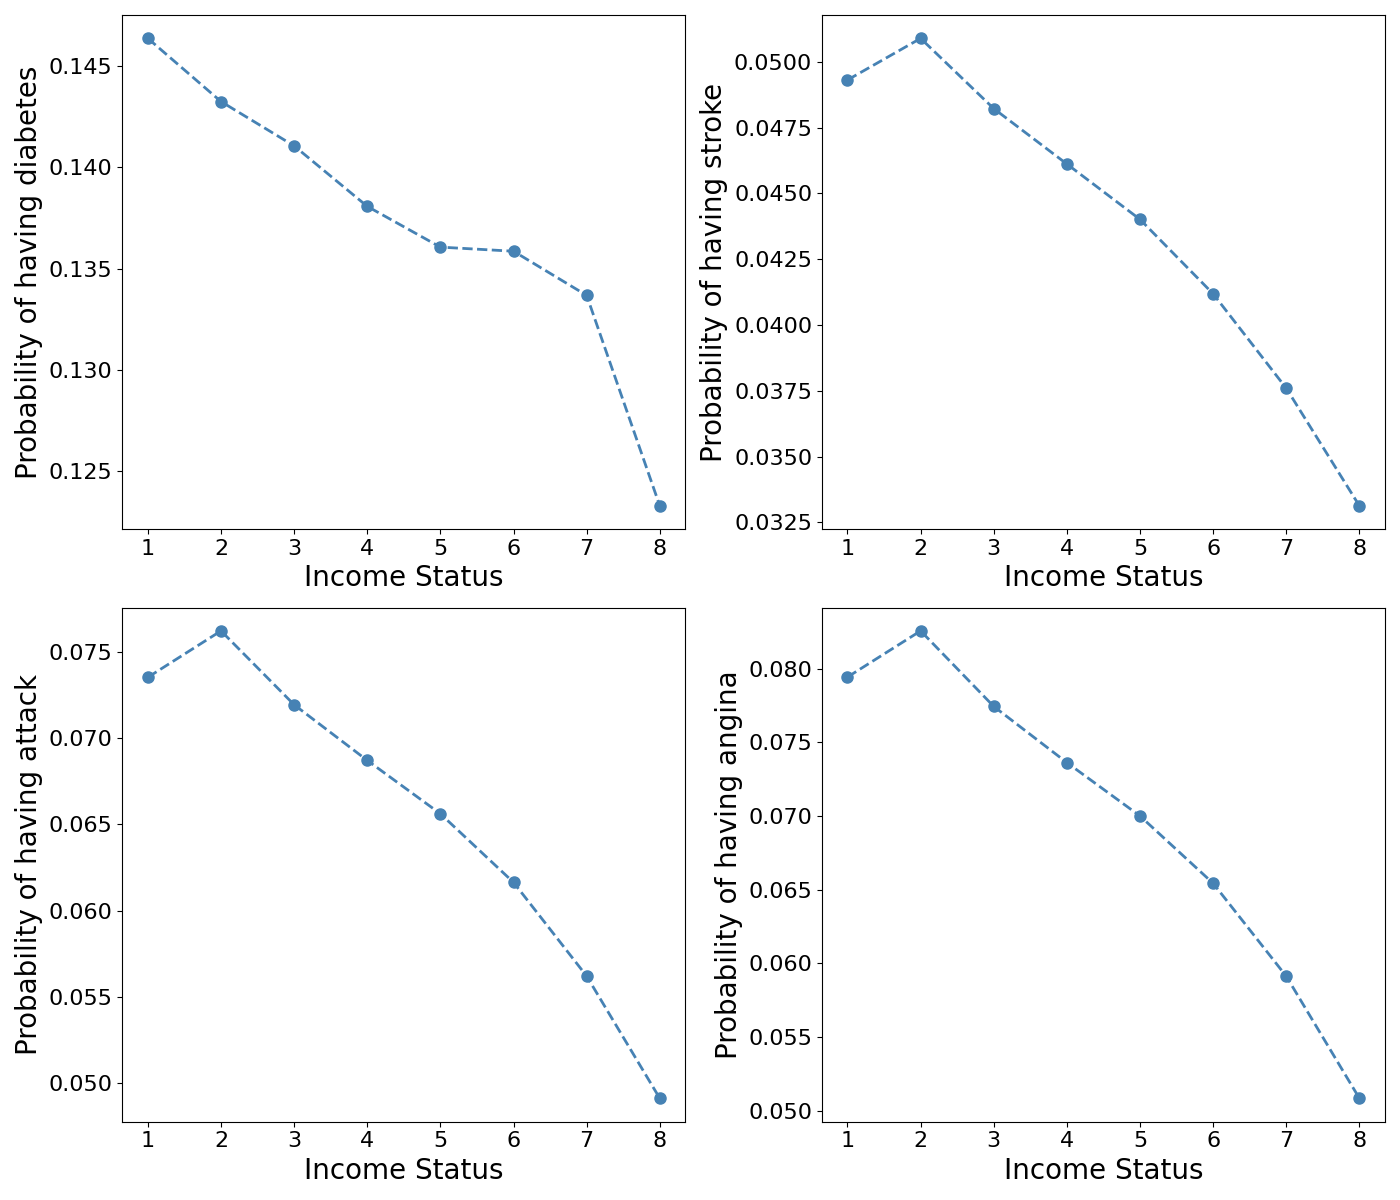 Probability of having diabetes
0.145
0.140
0.135
0.130
0.125
1 2 3 4 5 6 7 8
Income Status
Probability of having stroke
0.0500
0.0475
0.0450
0.0425
0.0400
0.0375
0.0350
0.0325
1 2 3 4 5 6 7 8
Income Status
Probability of having attack
0.075
0.070
0.065
0.060
0.055
0.050
1 2 3 4 5 6 7 8
Income Status
Probability of having angina
0.080
0.075
0.070
0.065
0.060
0.055
0.050
1 2 3 4 5 6 7 8
Income Status